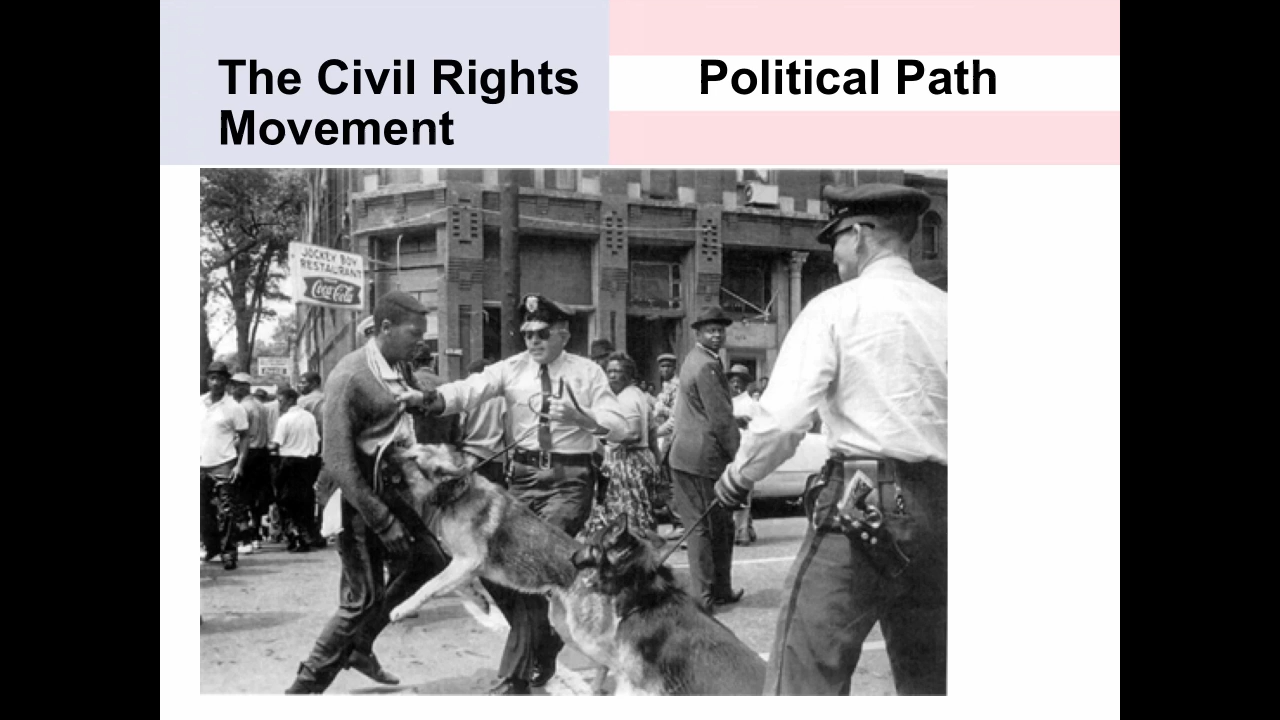 The Civil Rights
Movement
Political Path
JOCKEY BOY
RESTAURANT
Coca-Cola